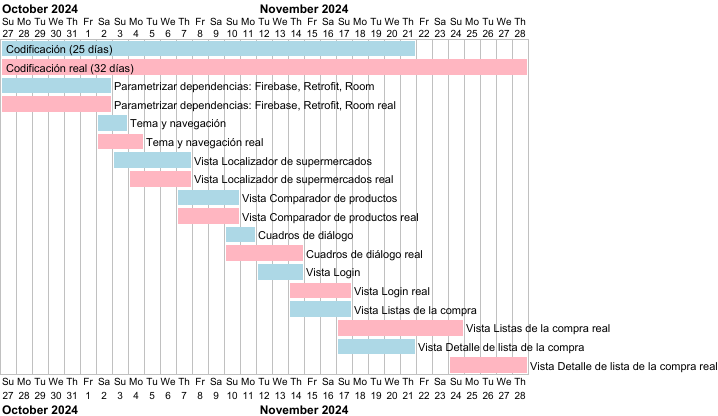 October 2024 November 2024
Su Mo Tu We Th Fr Sa Su Mo Tu We Th Fr Sa Su Mo Tu We Th Fr Sa Su Mo Tu We Th Fr Sa Su Mo Tu We Th
27 28 29 30 31 1 2 3 4 5 6 7 8 9 10 11 12 13 14 15 16 17 18 19 20 21 22 23 24 25 26 27 28
Codificación (25 días)
Codificación real (32 días)
Parametrizar dependencias: Firebase, Retrofit, Room
Parametrizar dependencias: Firebase, Retrofit, Room real
Tema y navegación
Tema y navegación real
Vista Localizador de supermercados
Vista Localizador de supermercados real
Vista Comparador de productos
Vista Comparador de productos real
Cuadros de diálogo
Cuadros de diálogo real
Vista Login
Vista Login real
Vista Listas de la compra
Vista Listas de la compra real
Vista Detalle de lista de la compra
Vista Detalle de lista de la compra real
Su Mo Tu We Th Fr Sa Su Mo Tu We Th Fr Sa Su Mo Tu We Th Fr Sa Su Mo Tu We Th Fr Sa Su Mo Tu We Th
27 28 29 30 31 1 2 3 4 5 6 7 8 9 10 11 12 13 14 15 16 17 18 19 20 21 22 23 24 25 26 27 28
October 2024 November 2024